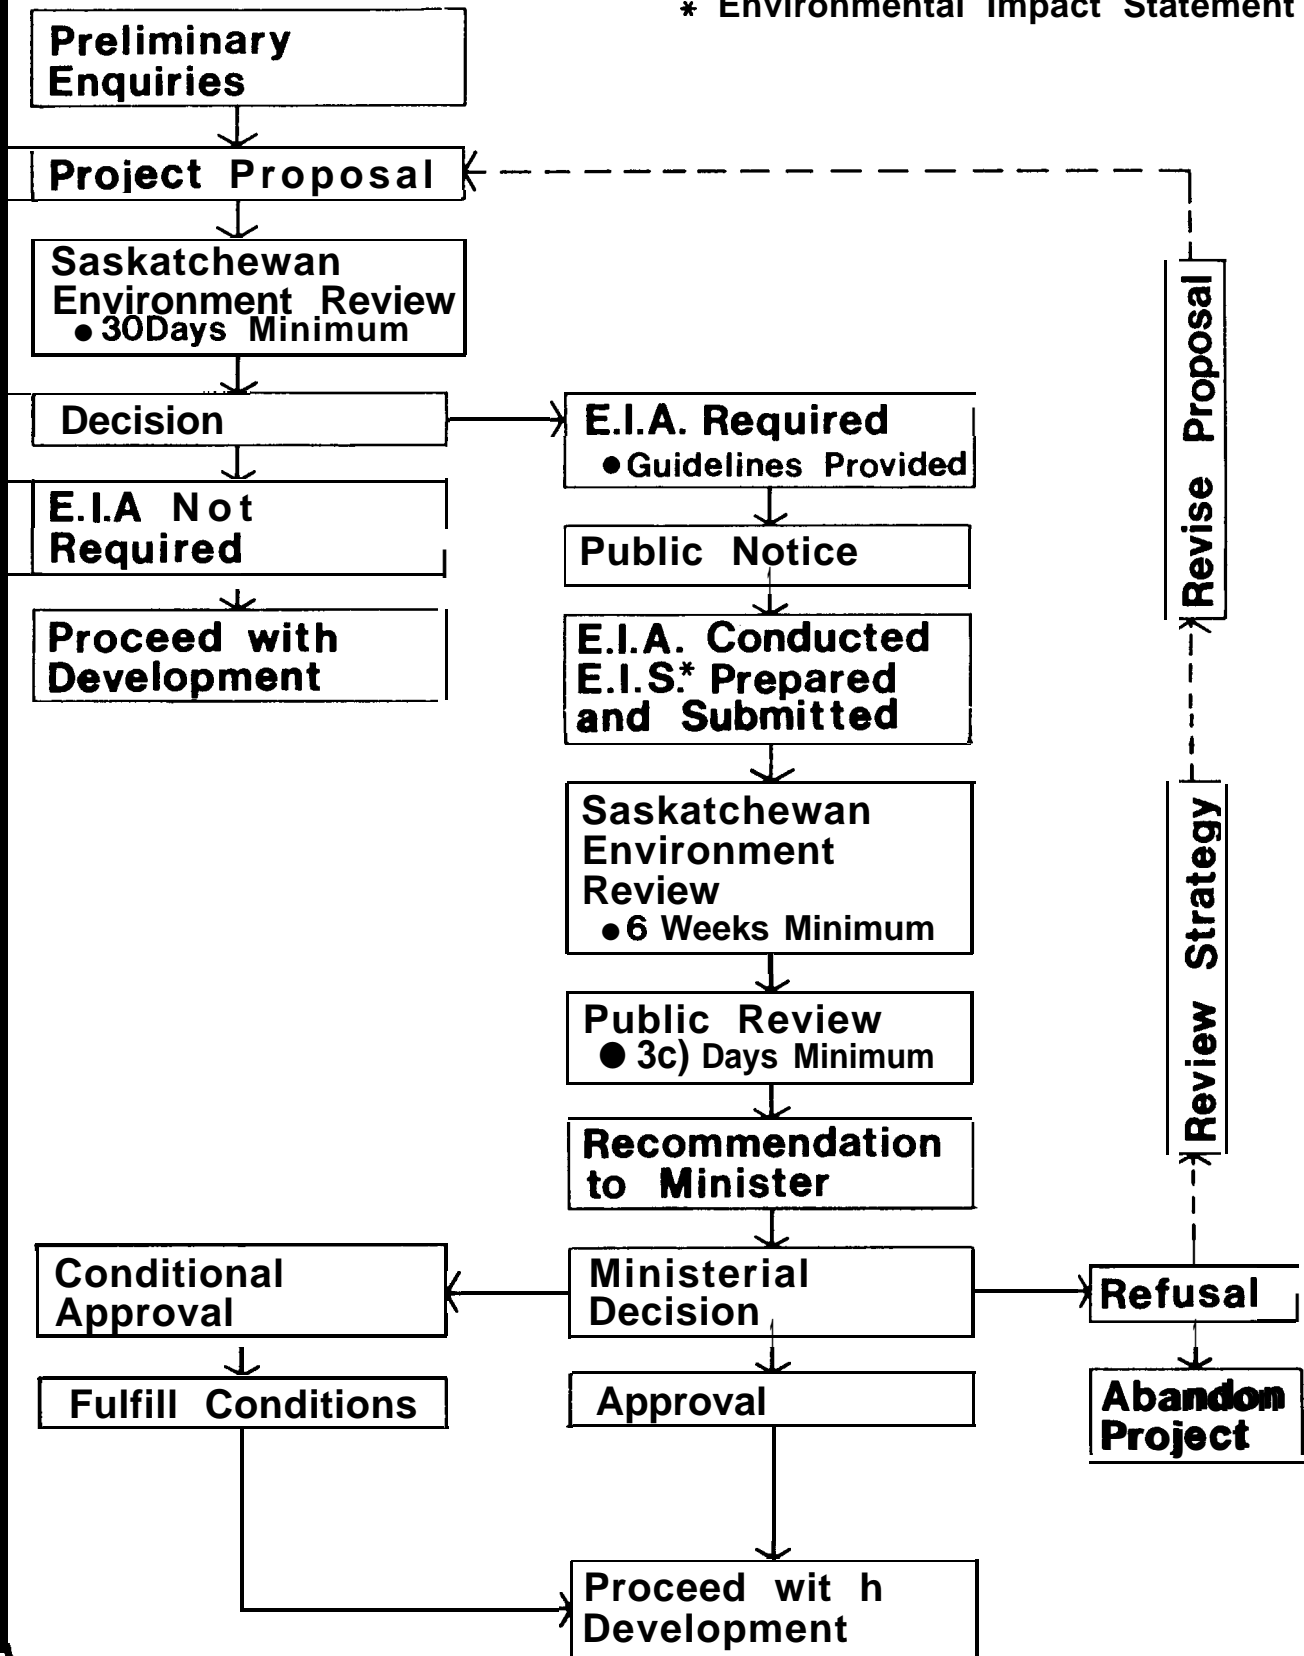 * Environmental Impact Statement
Preliminary
Enquiries
Project Proposal
Saskatchewan
Environment Review
• 30Days Minimum
Decision
E.I.A. Required
• Guidelines Provided
E.I.A Not
Required
Public Notice
Proceed with
Development
E.I.A. Conducted
E.I.S.* Prepared
and Submitted
Saskatchewan
Environment
Review
• 6 Weeks Minimum
Public Review
• 3c) Days Minimum
Recommendation
to Minister
Revise Proposal
Review Strategy
Conditional
Approval
Ministerial
Decision
Refusal
Fulfill Conditions
Approval
Abandon
Project
Proceed wit h
Development